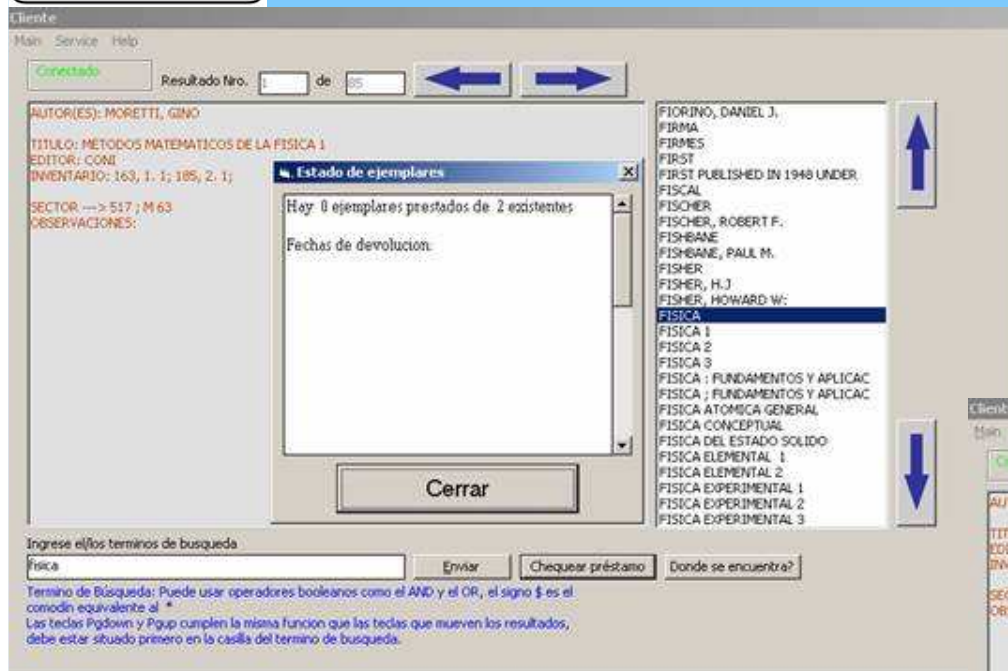 Cliente
Main Service Help
Conectado
Resultado Nro. 1 de 85
AUTOR(ES): MORETTI, GINO
TITULO: METODOS MATEMATICOS DE LA FISICA 1
EDITOR: CONI
INVENTARIO: 163, 1. 1; 185, 2. 1;
SECTOR ---> 517 ; M 63
OBSERVACIONES:
Estado de ejemplares
Hay 0 ejemplares prestados de 2 existentes
Fechas de devolucion:
Cerrar
FIORINO, DANIEL J.
FIRMA
FIRMES
FIRST
FIRST PUBLISHED IN 1948 UNDER
FISCAL
FISCHER
FISCHER, ROBERT F.
FISHBANE
FISHBANE, PAUL M.
FISHER
FISHER, H.J
FISHER, HOWARD W:
FISICA
FISICA 1
FISICA 2
FISICA 3
FISICA : FUNDAMENTOS Y APLICAC
FISICA ; FUNDAMENTOS Y APLICAC
FISICA ATOMICA GENERAL
FISICA CONCEPTUAL
FISICA DEL ESTADO SOLIDO
FISICA ELEMENTAL 1
FISICA ELEMENTAL 2
FISICA EXPERIMENTAL 1
FISICA EXPERIMENTAL 2
FISICA EXPERIMENTAL 3
Ingrese el/los terminos de busqueda
fisica
Enviar
Chequear préstamo
Donde se encuentra?
Termino de Búsqueda: Puede usar operadores booleanos como el AND y el OR, el signo $ es el
comodín equivalente al *
Las teclas Pgdown y Pgup cumplen la misma funcion que las teclas que mueven los resultados,
debe estar situado primero en la casilla del termino de busqueda.
Client
Main